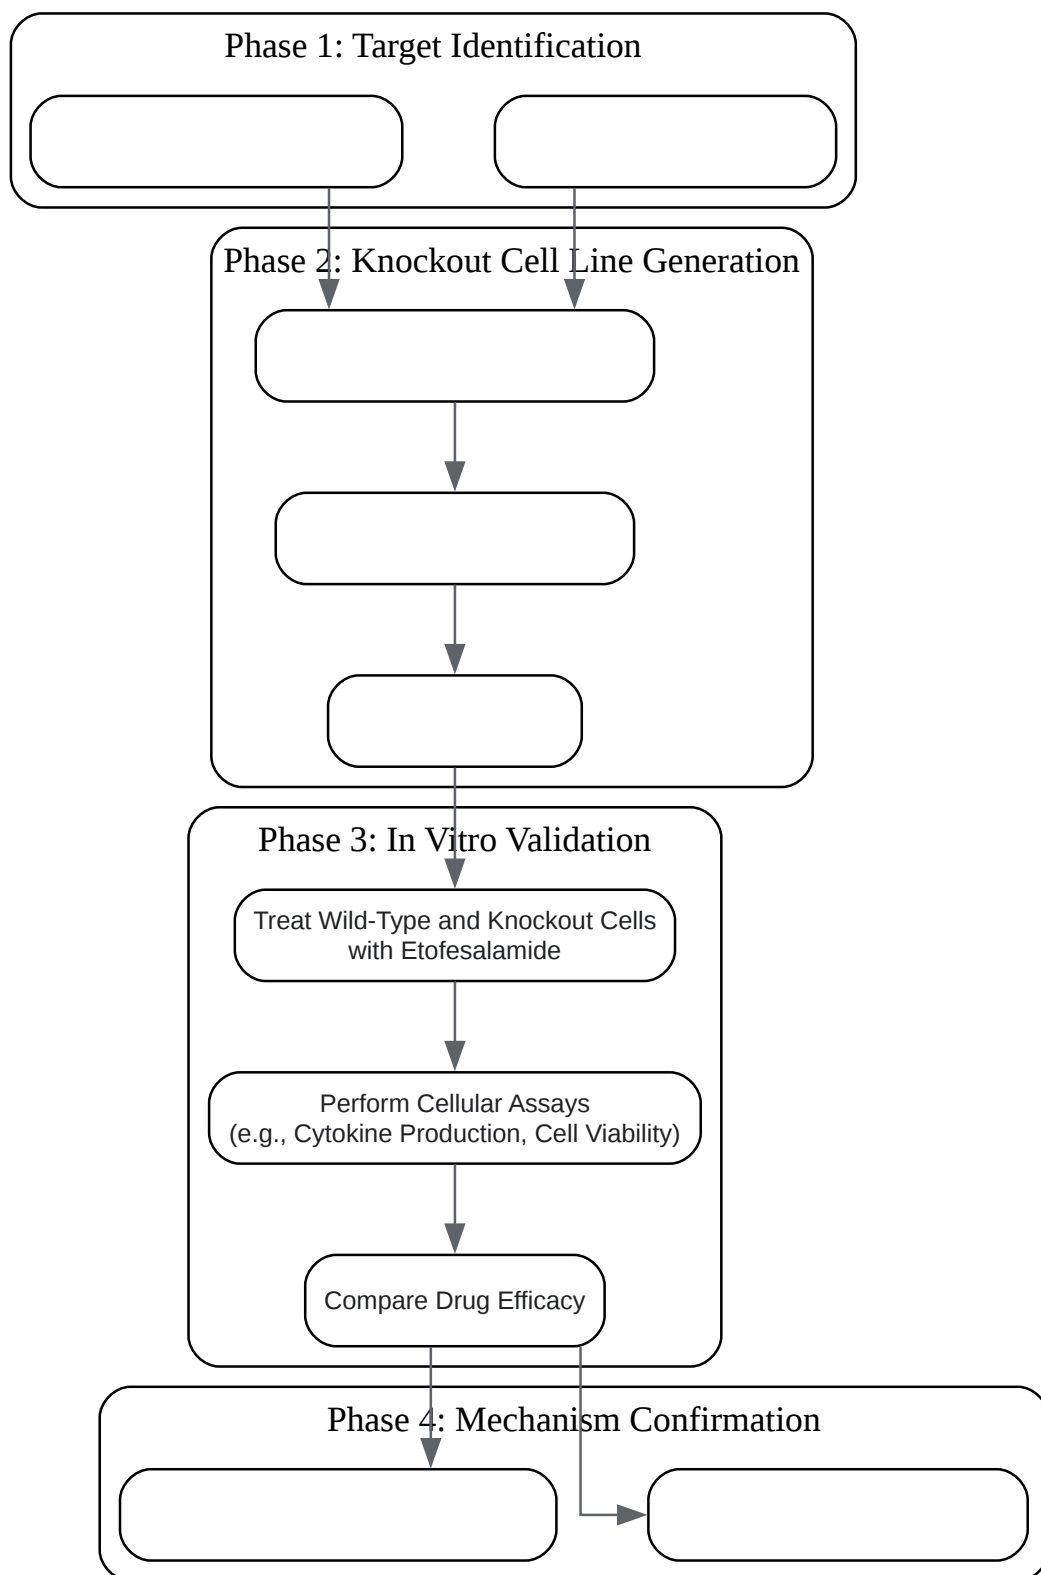 Phase 1: Target Identification
Phase 2: Knockout Cell Line Generation
Phase 3: In Vitro Validation
Treat Wild-Type and Knockout Cells
with Etofesalamide
Perform Cellular Assays
(e.g., Cytokine Production, Cell Viability)
Compare Drug Efficacy
Phase 4: Mechanism Confirmation